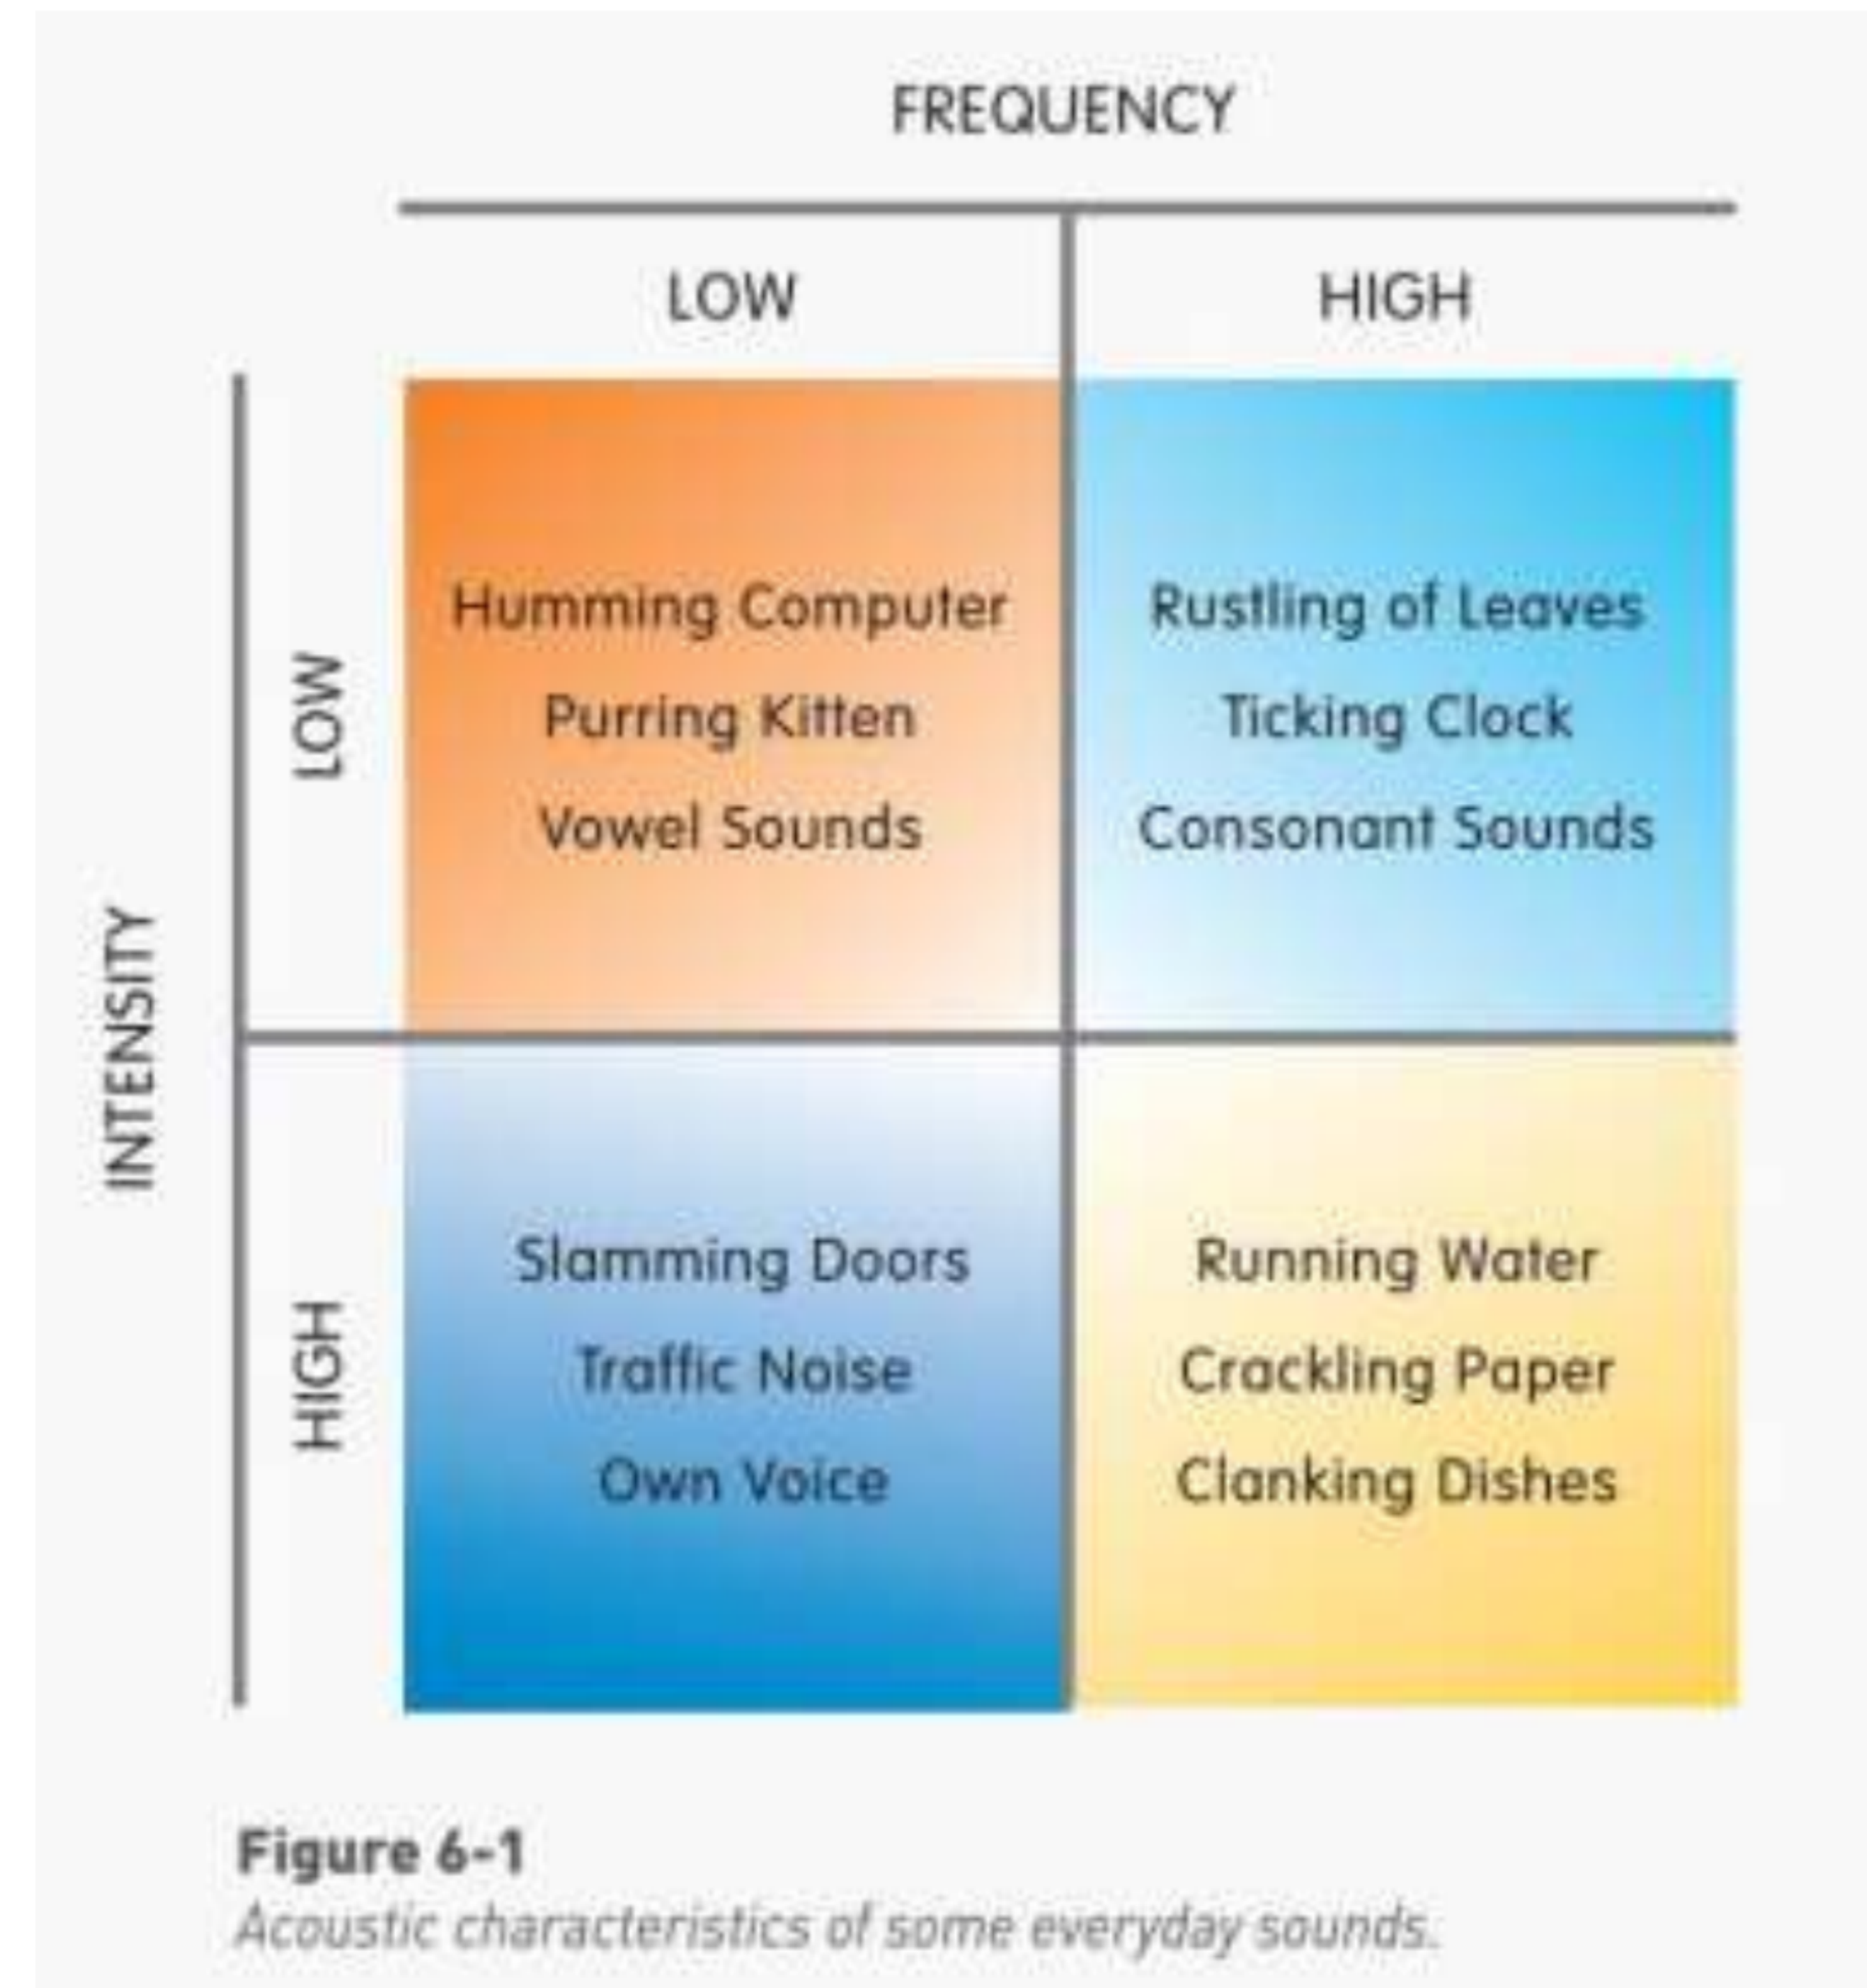 FREQUENCY
LOW
HIGH
INTENSITY
LOW
Humming Computer
Purring Kitten
Vowel Sounds
Rustling of Leaves
Ticking Clock
Consonant Sounds
HIGH
Slamming Doors
Traffic Noise
Own Voice
Running Water
Crackling Paper
Clanking Dishes
Figure 6-1
Acoustic characteristics of some everyday sounds.